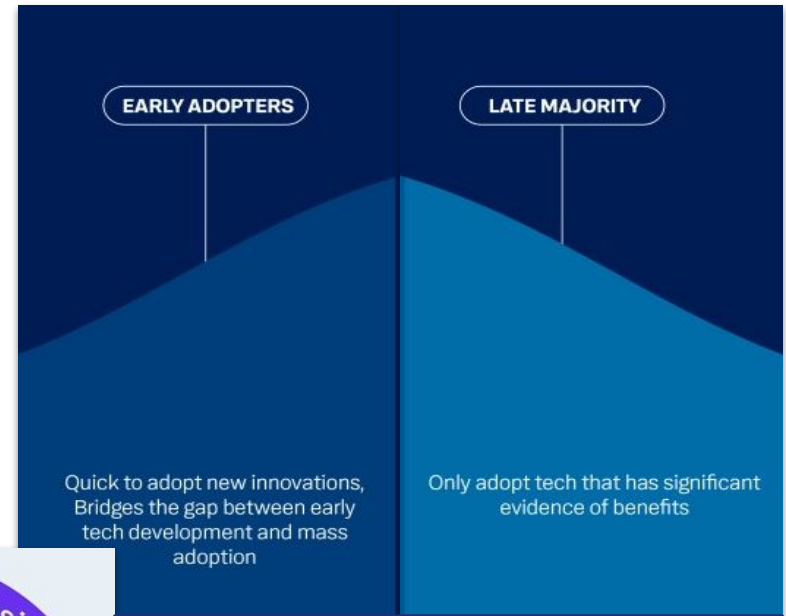 EARLY ADOPTERS
LATE MAJORITY
Quick to adopt new innovations,
Bridges the gap between early
tech development and mass
adoption
Only adopt tech that has significant
evidence of benefits